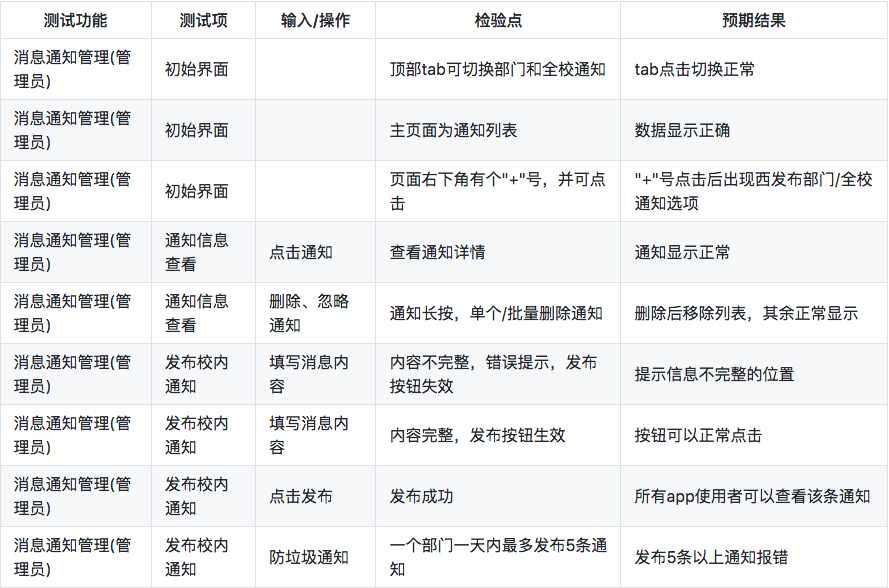 测试功能 测试项 输入/操作 检验点 预期结果
消息通知管理(管
理员)
初始界面
顶部tab可切换部门和全校通知
tab点击切换正常
消息通知管理(管
理员)
初始界面
主页面为通知列表
数据显示正确
消息通知管理(管
理员)
初始界面
页面右下角有个"+"号，并可点
击
"+"号点击后出现西发布部门/全校
通知选项
消息通知管理(管
理员)
通知信息
查看
点击通知
查看通知详情
通知显示正常
消息通知管理(管
理员)
通知信息
查看
删除、忽略
通知
通知长按，单个/批量删除通知
删除后移除列表，其余正常显示
消息通知管理(管
理员)
发布校内
通知
填写消息内
容
内容不完整，错误提示，发布
按钮失效
提示信息不完整的位置
消息通知管理(管
理员)
发布校内
通知
填写消息内
容
内容完整，发布按钮生效
按钮可以正常点击
消息通知管理(管
理员)
发布校内
通知
点击发布
发布成功
所有app使用者可以查看该条通知
消息通知管理(管
理员)
发布校内
通知
防垃圾通知
一个部门一天内最多发布5条通
知
发布5条以上通知报错